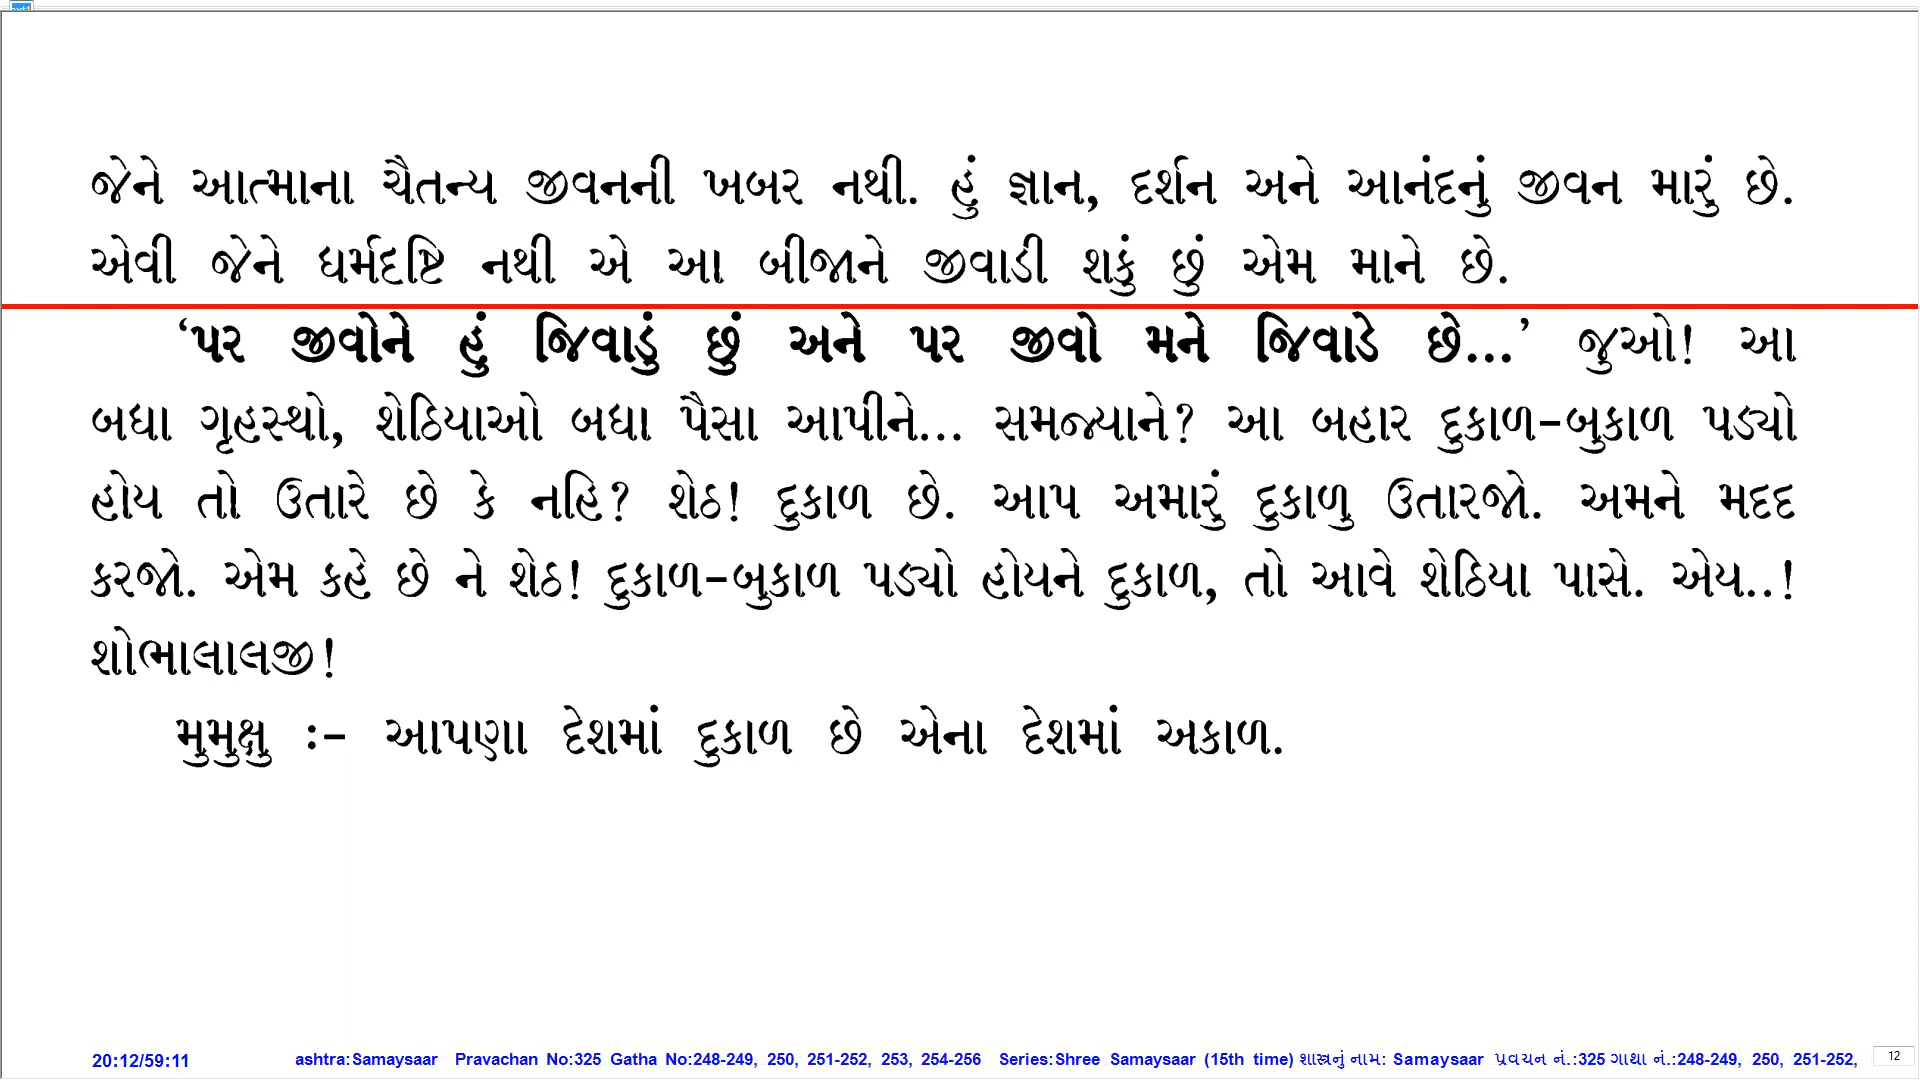 જેને આત્માના ચૈતન્ય જીવનની ખબર નથી. હું જ્ઞાન, દર્શન અને આનંદનું જીવન મારું છે.
એવી જેને ધર્મદૃષ્ટિ નથી એ આ બીજાને જીવાડી શકું છું એમ માને છે.
‘પર જીવોને હું જિવાડું છું અને પર જીવો મને જિવાડે છે...’ જુઓ! આ
બધા ગૃહસ્થો, શેઠિયાઓ બધા પૈસા આપીને... સમજ્યાને? આ બહાર દુકાળ-બુકાળ પડ્યો
હોય તો ઉતારે છે કે નહિ? શેઠ! દુકાળ છે. આપ અમારું દુકાળુ ઉતારજો. અમને મદદ
કરજો. એમ કહે છે ને શેઠ! દુકાળ-બુકાળ પડ્યો હોયને દુકાળ, તો આવે શેઠિયા પાસે. એય..!
શોભાલાલજી!
મુમુક્ષુ :- આપણા દેશમાં દુકાળ છે એના દેશમાં અકાળ.
20:12/59:11 ashtra:Samaysaar Pravachan No:325 Gatha No:248-249, 250, 251-252, 253, 254-256 Series:Shree Samaysaar (15th time) શાસ્ત્રનું નામ: Samaysaar પ્રવચન નં.:325 ગાથા નં.:248-249, 250, 251-252, 12